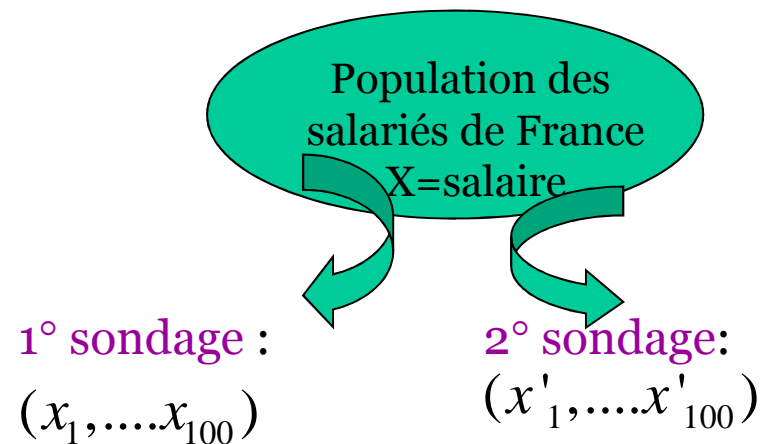 Population des
salariés de France
X=salaire
1° sondage :
2° sondage:
(x₁,....x₁₀₀)
(x'₁,....x'₁₀₀)